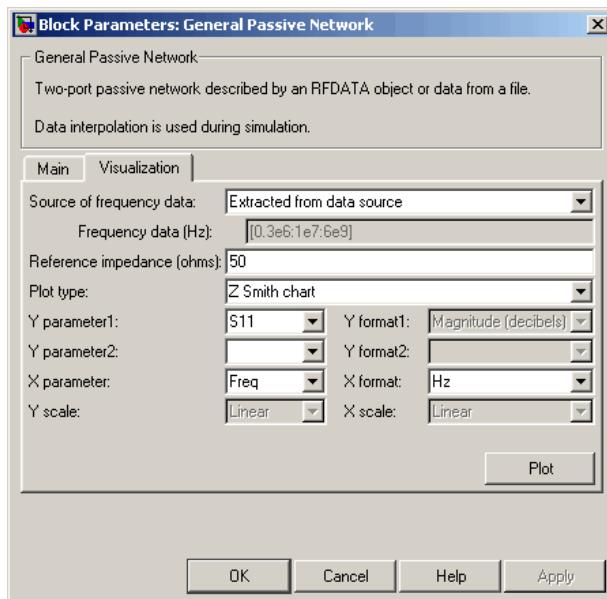 Block Parameters: General Passive Network
General Passive Network
Two-port passive network described by an RFDATA object or data from a file.
Data interpolation is used during simulation.
Main Visualization
Source of frequency data: Extracted from data source
Frequency data (Hz): [0.3e6:1e7:6e9]
Reference impedance (ohms): 50
Plot type: Z Smith chart
Y parameter1: S11 Y format1: Magnitude (decibels)
Y parameter2: Y format2:
X parameter: Freq X format: Hz
Y scale: Linear X scale: Linear
Plot
OK Cancel Help Apply